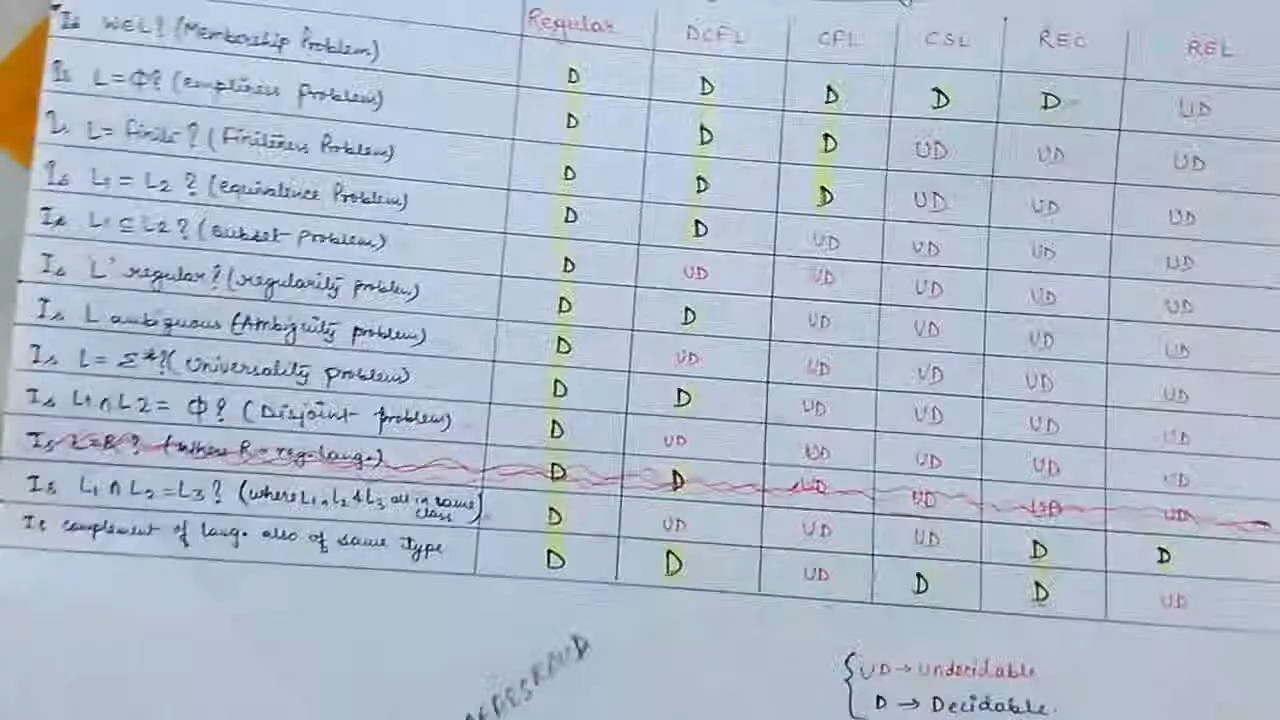 Is WEL? (Membership Problem) Regular DCFL CFL CSL REC REL
Is L=Φ? (Emptiness Problem) D D D D D UD
Is L= finite? (Finiteness Problem) D D D UD UD UD
Is L1 = L2 ? (equivalence Problem) D D D UD UD UD
Is L1 ⊆ L2 ? (Subset Problem) D D UD UD UD UD
Is L' regular? (regularity problem) D UD UD UD UD UD
Is L ambiguous (Ambiguity problem) D D UD UD UD UD
Is L = Σ*? (Universality problem) D UD UD UD UD UD
Is L1 ∩ L2 = Φ ? (Disjoint problem) D D UD UD UD UD
Is L=R ? (where R = reg. lang.) D UD UD UD UD UD
Is L1 ∩ L2 = L3 ? (where L1, L2 & L3 all in same class) D D UD UD UD UD
Is complement of lang. also of same type D UD UD UD D D
D D UD D D UD
{ UD → Undecidable
D → Decidable.